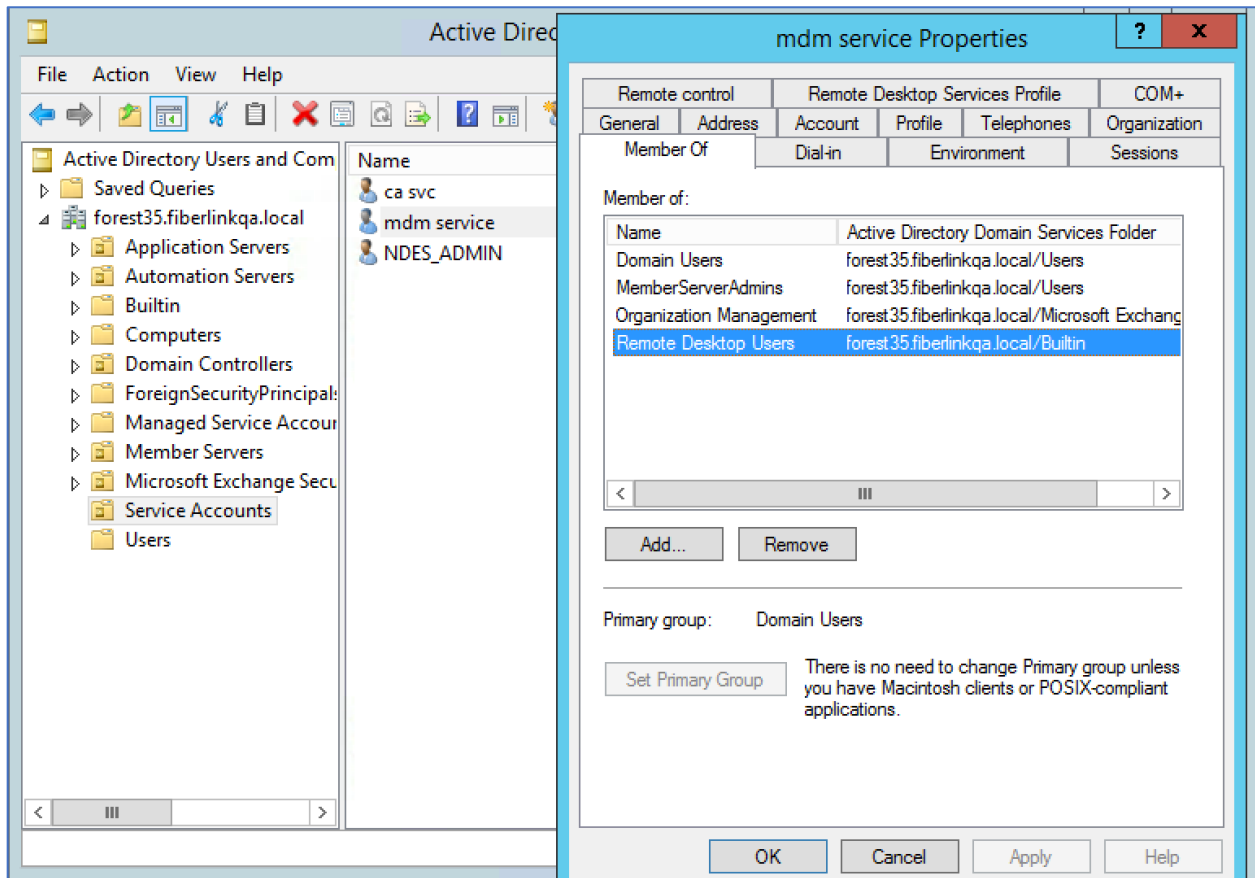 Active Direc
File Action View Help
Active Directory Users and Com
Saved Queries
forest35.fiberlinkqa.local
Application Servers
Automation Servers
Builtin
Computers
Domain Controllers
ForeignSecurityPrincipals
Managed Service Accour
Member Servers
Microsoft Exchange Secu
Service Accounts
Users
Name
ca svc
mdm service
NDES_ADMIN
mdm service Properties
? x
Remote control Remote Desktop Services Profile COM+
General Address Account Profile Telephones Organization
Member Of Dial-in Environment Sessions
Member of:
Name Active Directory Domain Services Folder
Domain Users forest35.fiberlinkqa.local/Users
MemberServerAdmins forest35.fiberlinkqa.local/Users
Organization Management forest35.fiberlinkqa.local/Microsoft Exchang
Remote Desktop Users forest35.fiberlinkqa.local/Builtin
Add... Remove
Primary group: Domain Users
Set Primary Group
There is no need to change Primary group unless
you have Macintosh clients or POSIX-compliant
applications.
OK Cancel Apply Help